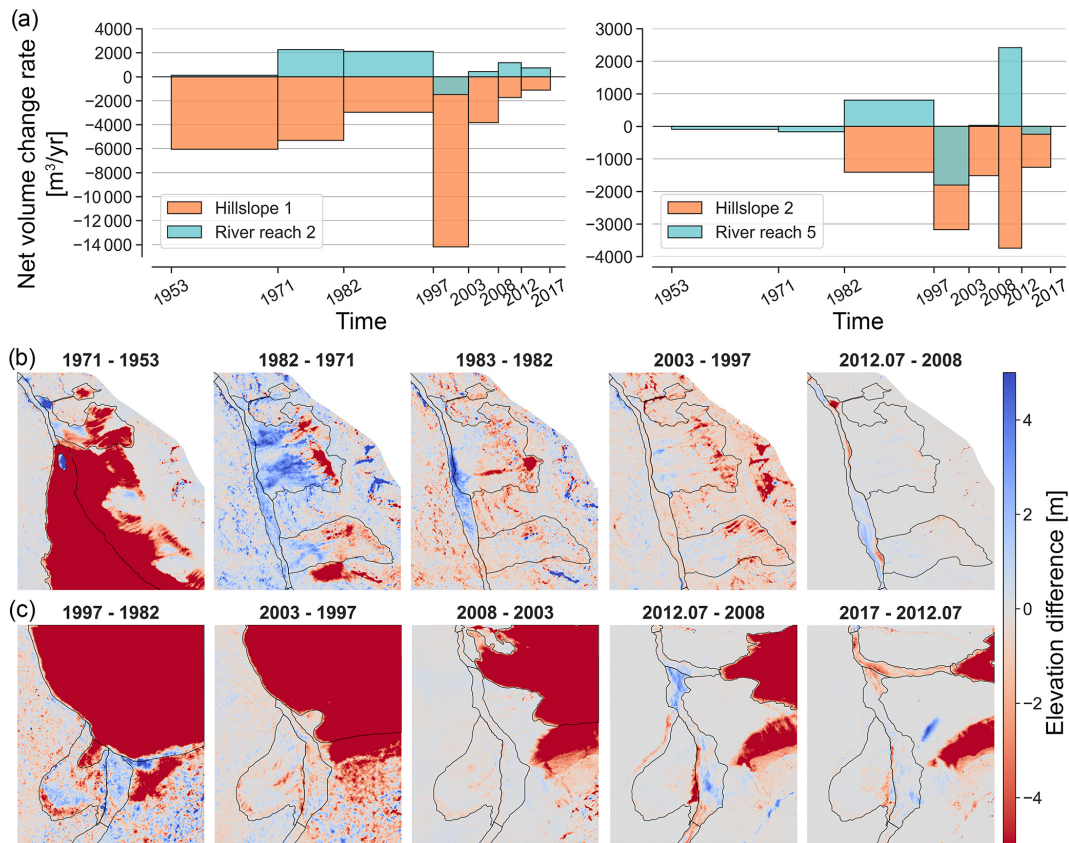 (a)
Net volume change rate
[m³/yr]
4000
2000
0
−2000
−4000
−6000
−8000
−10 000
−12 000
−14 000
Hillslope 1
River reach 2
1953
1971
1982
1997
2003
2008
2012
2017
Time
3000
2000
1000
0
−1000
−2000
−3000
−4000
Hillslope 2
River reach 5
1953
1971
1982
1997
2003
2008
2012
2017
Time
(b)
1971 - 1953
1982 - 1971
1983 - 1982
2003 - 1997
2012.07 - 2008
(c)
1997 - 1982
2003 - 1997
2008 - 2003
2012.07 - 2008
2017 - 2012.07
4
2
0
−2
−4
Elevation difference [m]